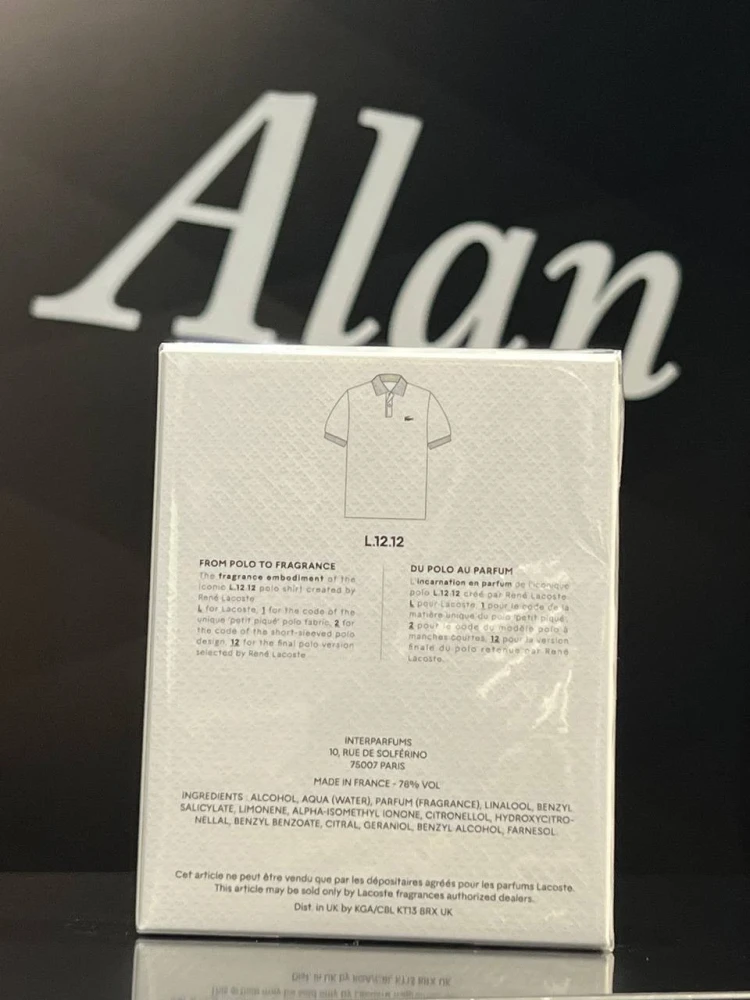 Alan
L.12.12
FROM POLO TO FRAGRANCE
The fragrance embodiment of the
iconic L.12.12 polo shirt created by
René Lacoste.
L for Lacoste, 1 for the code of the
unique 'petit piqué' polo fabric, 2 for
the code of the short-sleeved polo
design, 12 for the final polo version
selected by René Lacoste.
DU POLO AU PARFUM
L'incarnation en parfum de l'iconique
polo L.12.12 créé par René Lacoste.
L pour Lacoste, 1 pour le code de la
matière unique du polo 'petit piqué',
2 pour le code du modèle polo à
manches courtes, 12 pour la version
finale du polo retenue par René
Lacoste.
INTERPARFUMS
10, RUE DE SOLFÉRINO
75007 PARIS
MADE IN FRANCE - 78% VOL
INGREDIENTS : ALCOHOL, AQUA (WATER), PARFUM (FRAGRANCE), LINALOOL, BENZYL
SALICYLATE, LIMONENE, ALPHA-ISOMETHYL IONONE, CITRONELLOL, HYDROXYCITRO-
NELLAL, BENZYL BENZOATE, CITRAL, GERANIOL, BENZYL ALCOHOL, FARNESOL.
Cet article ne peut être vendu que par les dépositaires agréés pour les parfums Lacoste.
This article may be sold only by Lacoste fragrances authorized dealers.
Dist. in UK by KGA/CBL KT13 8RX UK